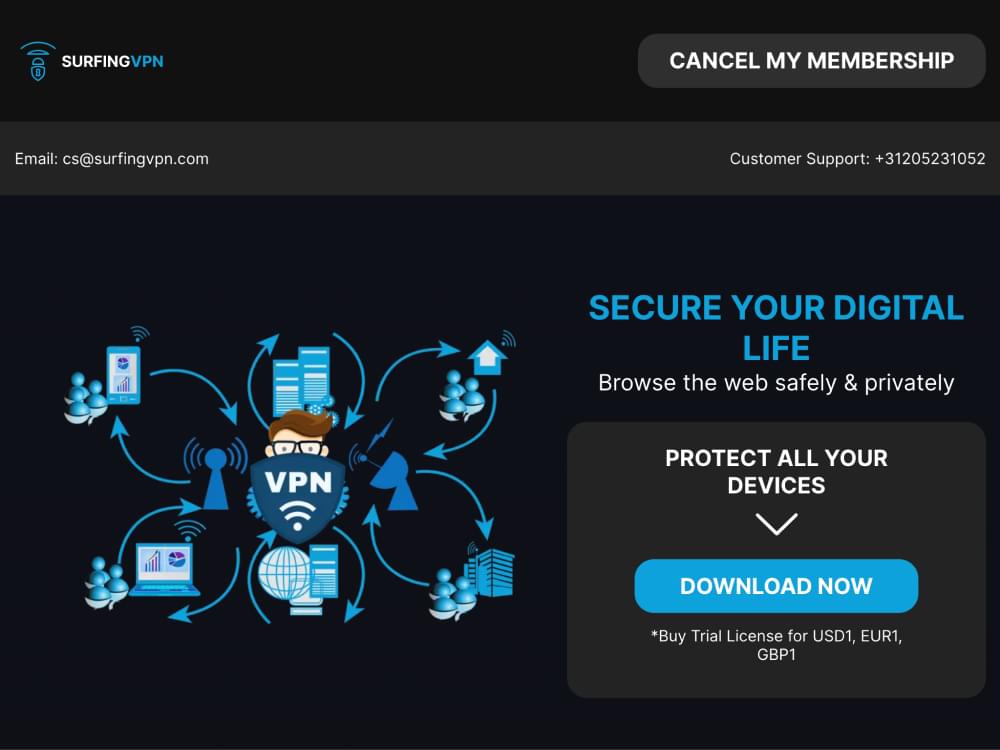 SURFINGVPN
CANCEL MY MEMBERSHIP
Email: cs@surfingvpn.com
Customer Support: +31205231052
SECURE YOUR DIGITAL
LIFE
Browse the web safely & privately
VPN
PROTECT ALL YOUR
DEVICES
DOWNLOAD NOW
*Buy Trial License for USD1, EUR1,
GBP1